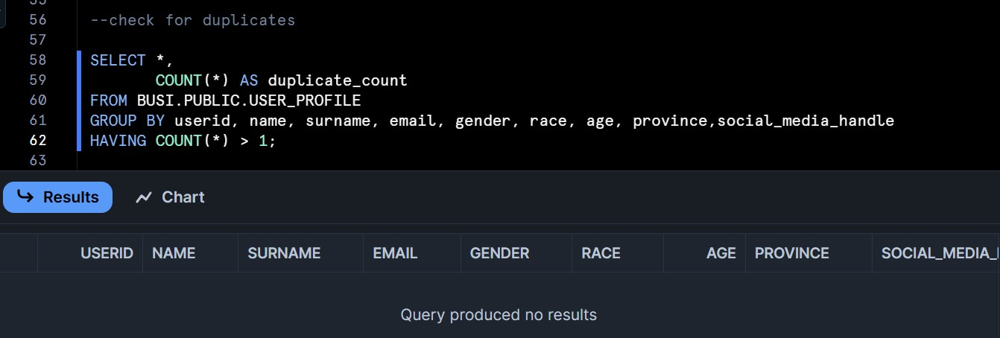 56 --check for duplicates
57
58 SELECT *,
59 COUNT(*) AS duplicate_count
60 FROM BUSI.PUBLIC.USER_PROFILE
61 GROUP BY userid, name, surname, email, gender, race, age, province,social_media_handle
62 HAVING COUNT(*) > 1;
63
Results Chart
USERID NAME SURNAME EMAIL GENDER RACE AGE PROVINCE SOCIAL_MEDIA_
Query produced no results